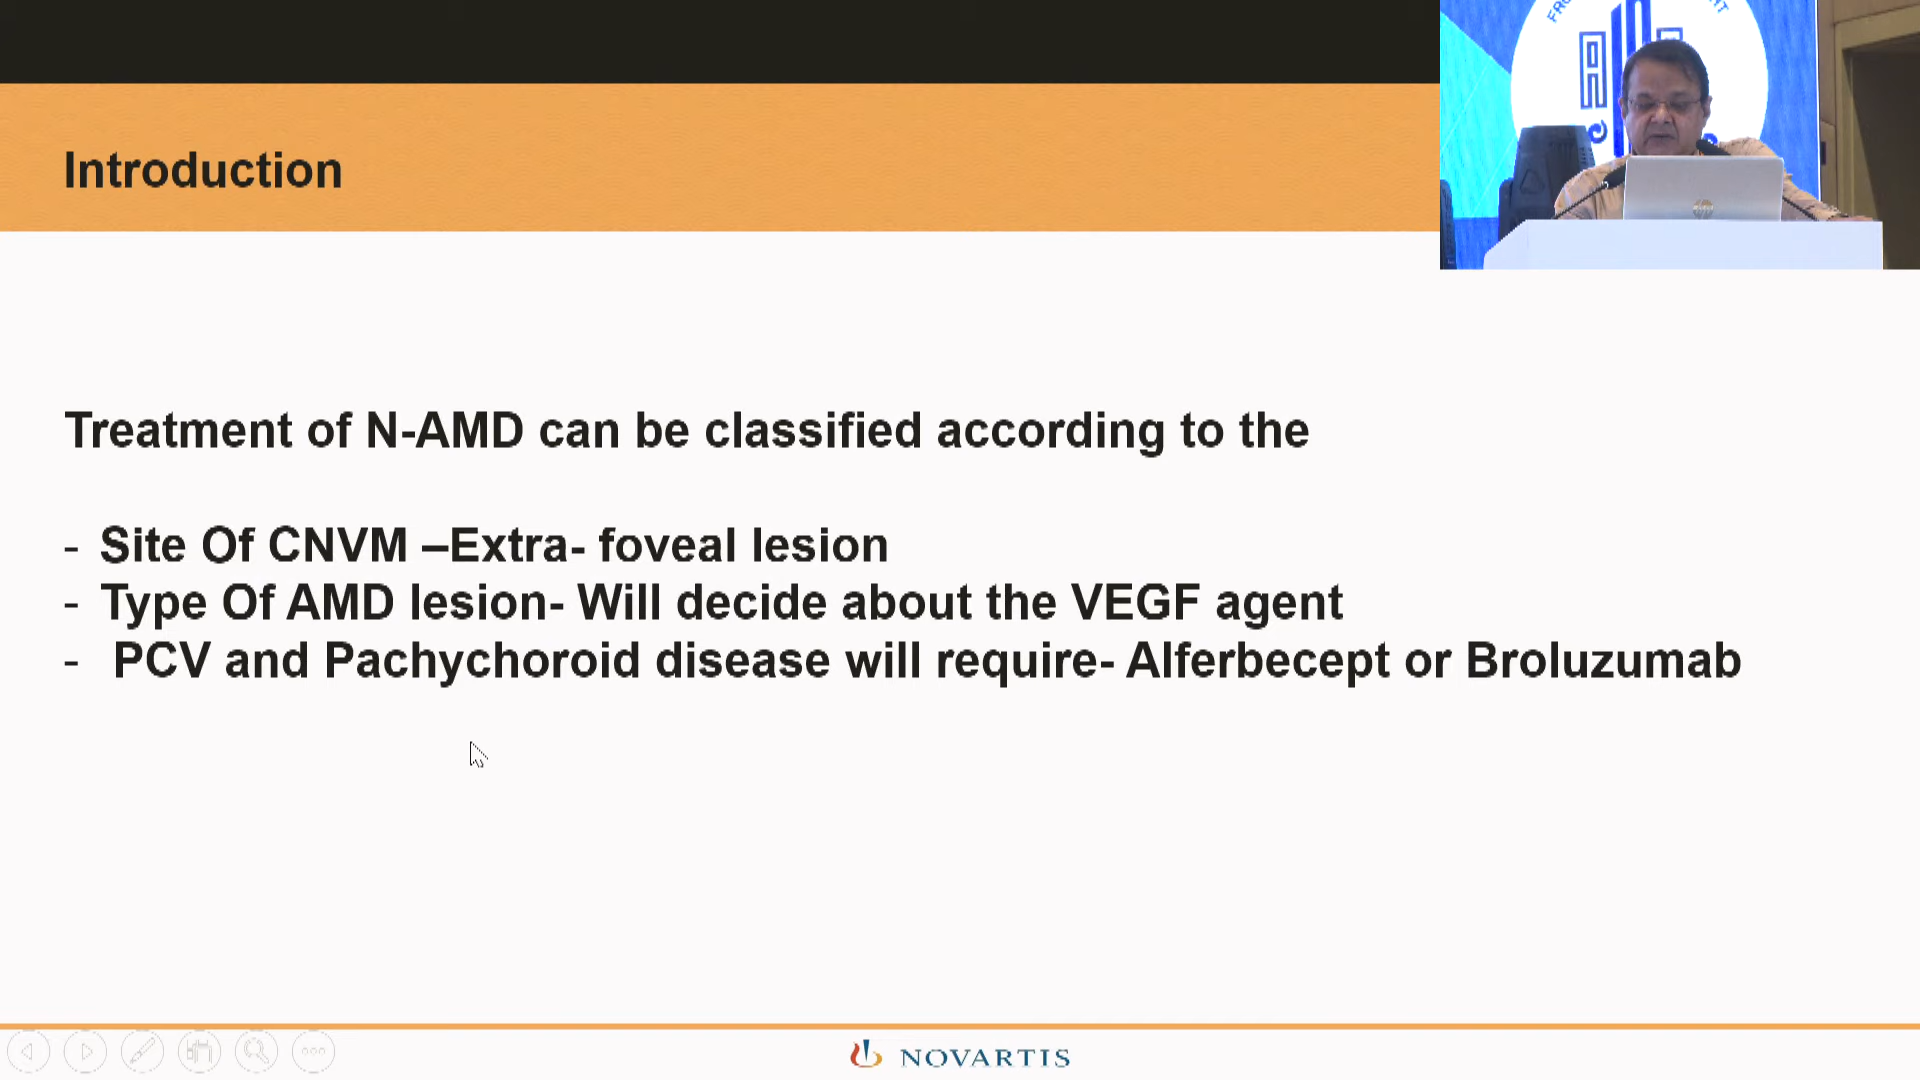 Introduction
Treatment of N-AMD can be classified according to the
- Site Of CNVM –Extra- foveal lesion
- Type Of AMD lesion- Will decide about the VEGF agent
- PCV and Pachychoroid disease will require- Alferbecept or Broluzumab
NOVARTIS